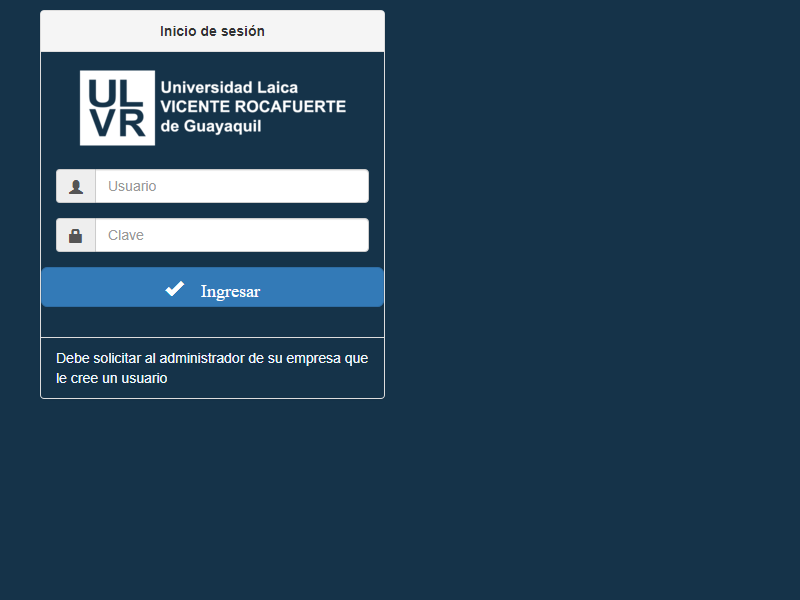 Inicio de sesión
UL
VR
Universidad Laica
VICENTE ROCAFUERTE
de Guayaquil
Usuario
Clave
Ingresar
Debe solicitar al administrador de su empresa que
le cree un usuario